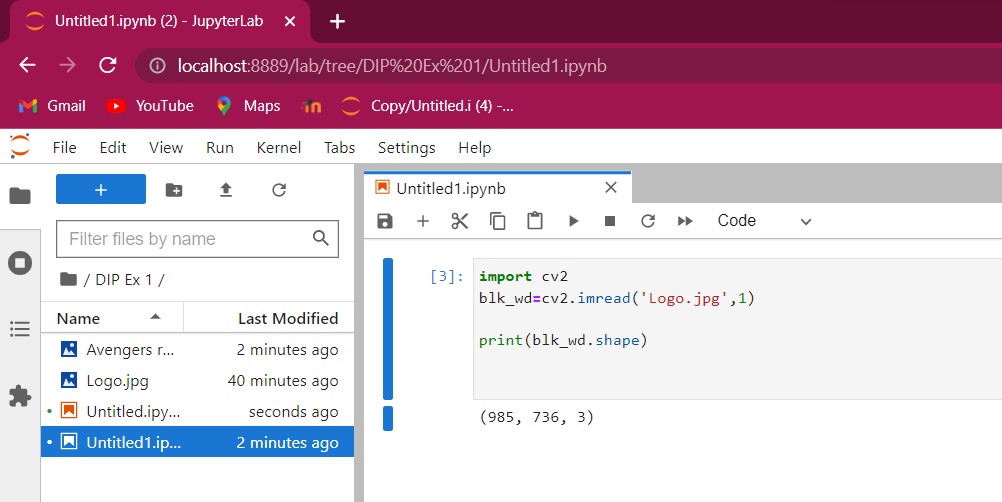 Untitled1.ipynb (2) - JupyterLab
localhost:8889/lab/tree/DIP%20Ex%201/Untitled1.ipynb
Gmail YouTube Maps Copy/Untitled.i (4) -...
File Edit View Run Kernel Tabs Settings Help
Filter files by name
/ DIP Ex 1 /
Name Last Modified
Avengers r... 2 minutes ago
Logo.jpg 40 minutes ago
Untitled.ipy... seconds ago
Untitled1.ip... 2 minutes ago
Untitled1.ipynb
Code
[3]: import cv2
blk_wd=cv2.imread('Logo.jpg',1)
print(blk_wd.shape)
(985, 736, 3)